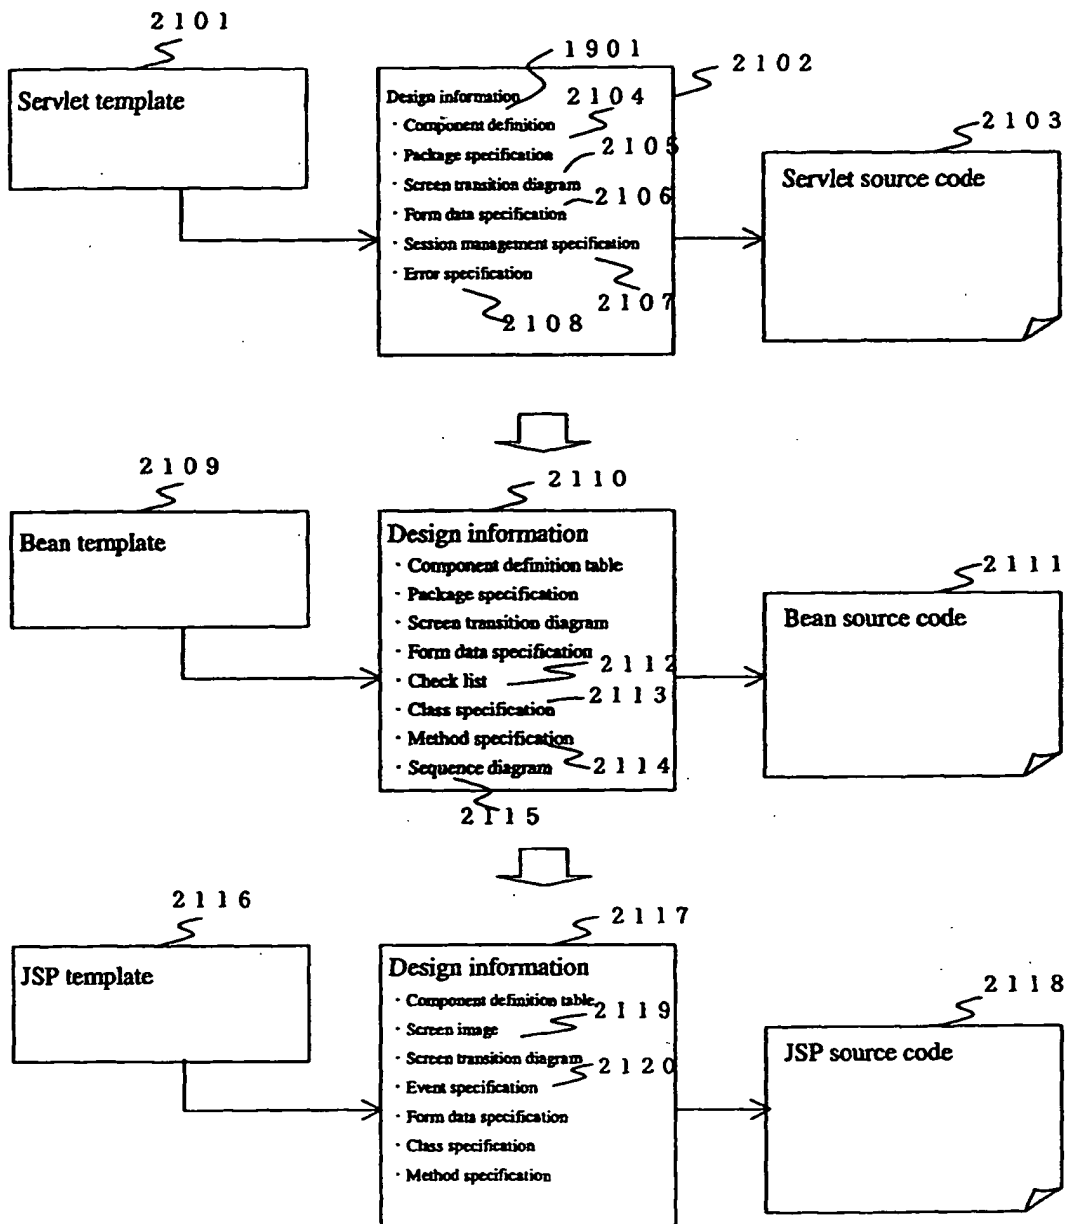 2101
Servlet template
1901
2102
Design information
2104
· Component definition
· Package specification
2105
· Screen transition diagram
2106
· Form data specification
· Session management specification
· Error specification
2107
2108
2103
Servlet source code
2109
Bean template
2110
Design information
· Component definition table
· Package specification
· Screen transition diagram
· Form data specification
2112
· Check list
2113
· Class specification
· Method specification
2114
· Sequence diagram
2115
2111
Bean source code
2116
JSP template
2117
Design information
· Component definition table
2119
· Screen image
· Screen transition diagram
2120
· Event specification
· Form data specification
· Class specification
· Method specification
2118
JSP source code